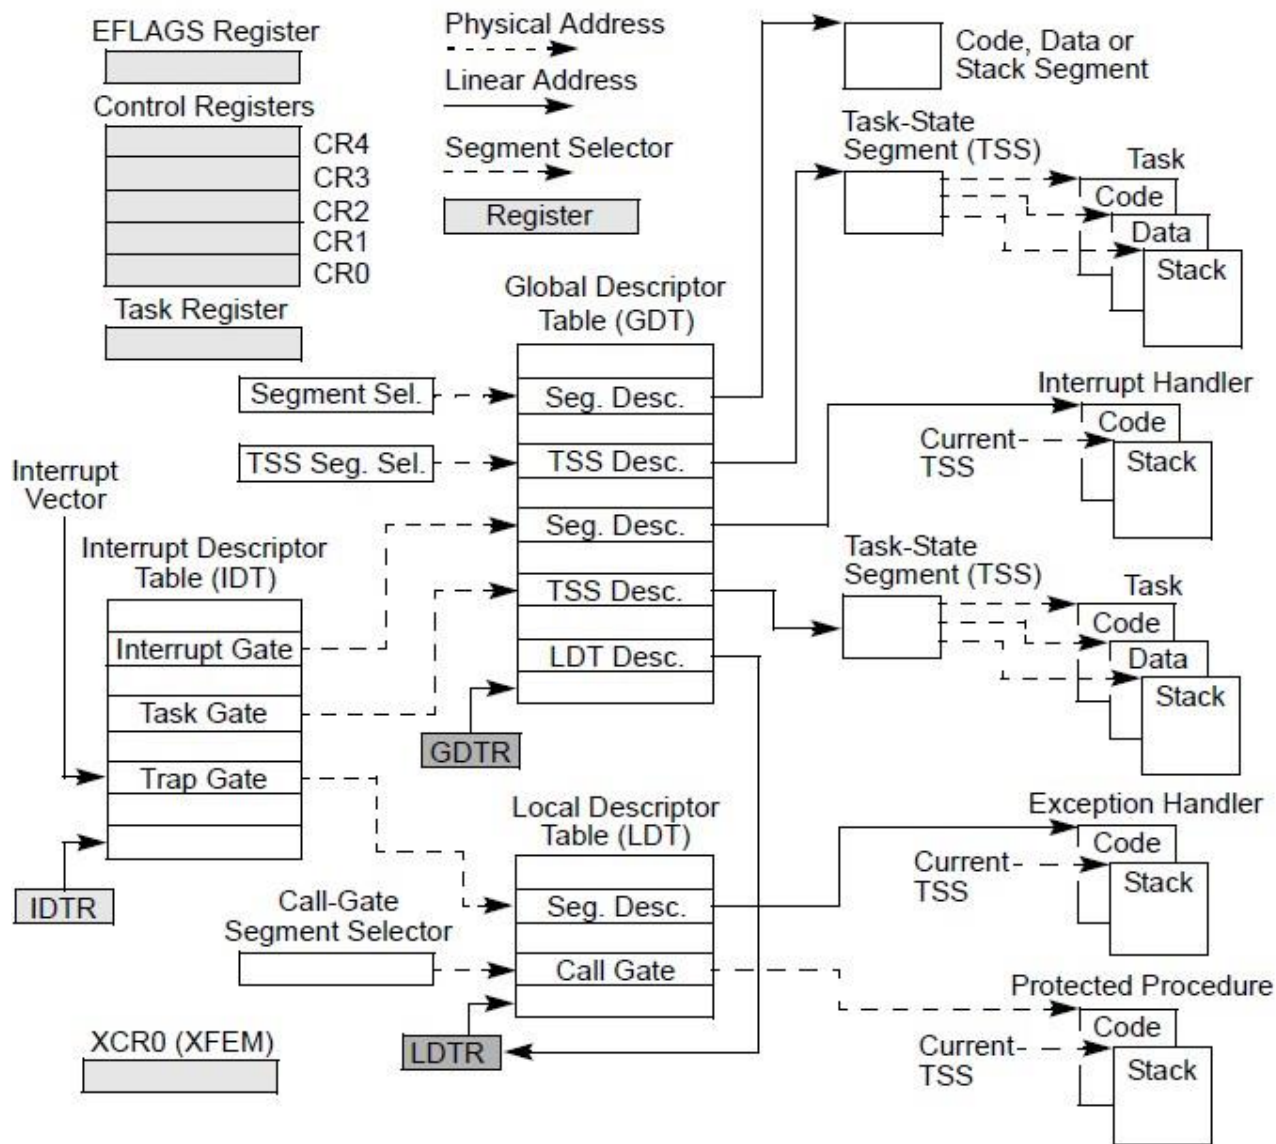 EFLAGS Register
Control Registers
CR4
CR3
CR2
CR1
CR0
Task Register
Physical Address
Linear Address
Segment Selector
Register
Code, Data or
Stack Segment
Task-State
Segment (TSS)
Task
Code
Data
Stack
Global Descriptor
Table (GDT)
Segment Sel.
Seg. Desc.
TSS Seg. Sel.
TSS Desc.
Seg. Desc.
TSS Desc.
LDT Desc.
GDTR
Interrupt Handler
Code
Current
TSS
Stack
Interrupt
Vector
Interrupt Descriptor
Table (IDT)
Interrupt Gate
Task Gate
Trap Gate
IDTR
Task-State
Segment (TSS)
Task
Code
Data
Stack
Local Descriptor
Table (LDT)
Seg. Desc.
Call Gate
LDTR
Call-Gate
Segment Selector
Exception Handler
Code
Current
TSS
Stack
Protected Procedure
Code
Current
TSS
Stack
XCR0 (XFEM)